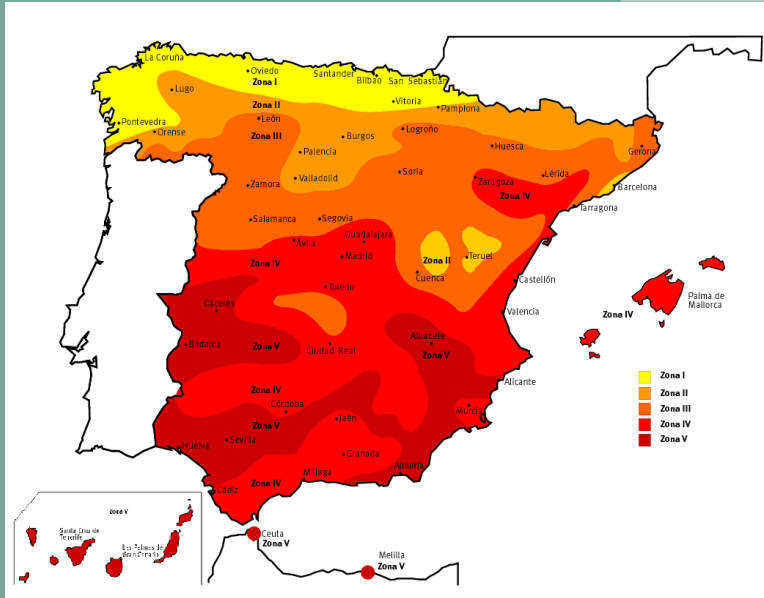 La Coruña
Oviedo
Santander
Bilbao
San Sebastián
Zona I
Lugo
Zona II
Vitoria
Pamplona
León
Pontevedra
Orense
Zona III
Burgos
Logroño
Huesca
Gerona
Palencia
Soria
Zaragoza
Lérida
Valladolid
Zamora
Barcelona
Zona IV
Tarragona
Salamanca
Segovia
Guadalajara
Ávila
Madrid
Teruel
Zona II
Zona IV
Cuenca
Castellón
Toledo
Palma de
Mallorca
Cáceres
Valencia
Zona IV
Albacete
Badajoz
Zona V
Ciudad Real
Zona V
Alicante
Zona I
Zona II
Zona III
Zona IV
Zona V
Zona IV
Córdoba
Murcia
Jaén
Zona V
Sevilla
Huelva
Granada
Almería
Málaga
Zona IV
Cádiz
Zona V
Santa Cruz de
Tenerife
Las Palmas de
Gran Canaria
Ceuta
Zona V
Melilla
Zona V